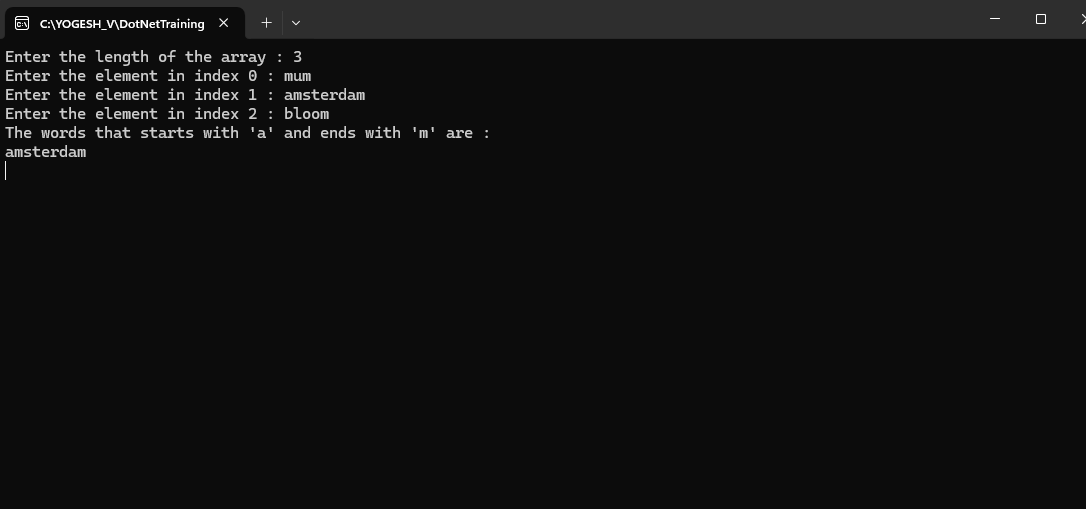 C:\YOGESH_V\DotNetTraining
Enter the length of the array : 3
Enter the element in index 0 : mum
Enter the element in index 1 : amsterdam
Enter the element in index 2 : bloom
The words that starts with 'a' and ends with 'm' are :
amsterdam